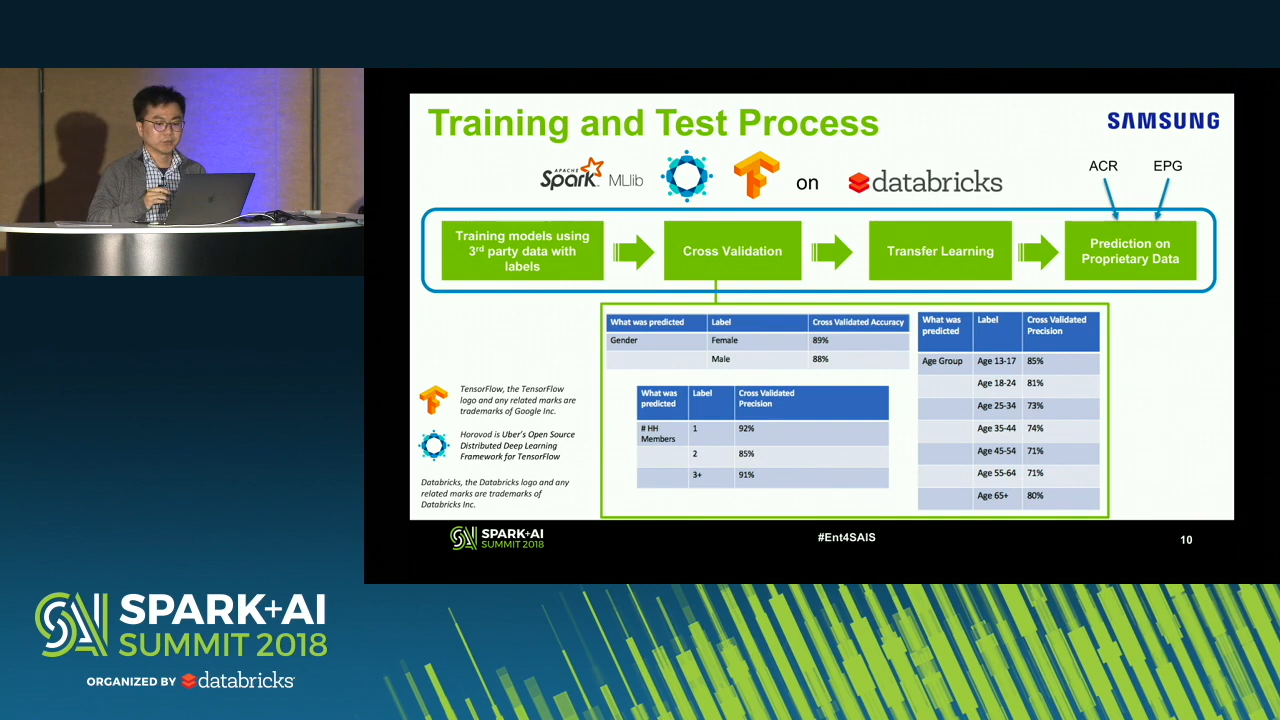 Training and Test Process
SAMSUNG
APACHE
Spark MLlib
on
databricks
ACR
EPG
Training models using
3rd party data with
labels
Cross Validation
Transfer Learning
Prediction on
Proprietary Data
What was predicted Label Cross Validated Accuracy
Gender Female 89%
Male 88%
What was
predicted Label Cross Validated
Precision
# HH
Members 1 92%
2 85%
3+ 91%
What was
predicted Label Cross Validated
Precision
Age Group Age 13-17 85%
Age 18-24 81%
Age 25-34 73%
Age 35-44 74%
Age 45-54 71%
Age 55-64 71%
Age 65+ 80%
TensorFlow, the TensorFlow
logo and any related marks are
trademarks of Google Inc.
Horovod is Uber's Open Source
Distributed Deep Learning
Framework for TensorFlow
Databricks, the Databricks logo and any
related marks are trademarks of
Databricks Inc.
SPARK+AI
SUMMIT 2018
#Ent4SAIS
10
SPARK+AI
SUMMIT 2018
ORGANIZED BY databricks